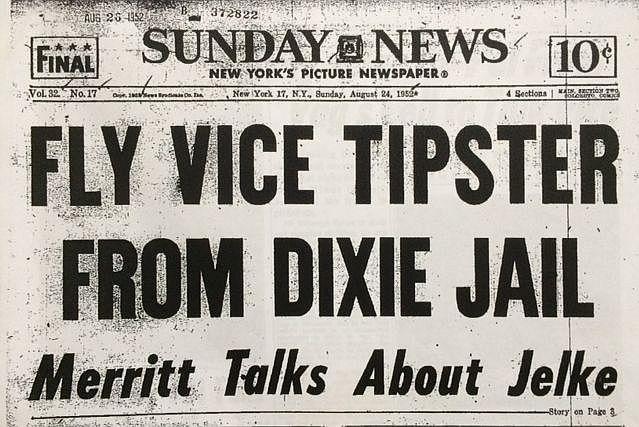 AUG 26 1952
372822
★★★
FINAL
SUNDAY NEWS
NEW YORK'S PICTURE NEWSPAPER®
10¢
Vol. 32. No. 17
New York 17, N.Y., Sunday, August 24, 1952★
4 Sections
FLY VICE TIPSTER
FROM DIXIE JAIL
Merritt Talks About Jelke
Story on Page 3